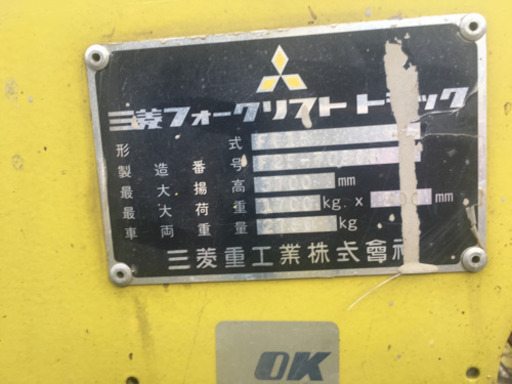 三菱フォークリフト トラック
形式
製造番号
最大揚高 mm
最大荷重 kg. × mm
車両重量 kg
三菱重工業株式會社
OK